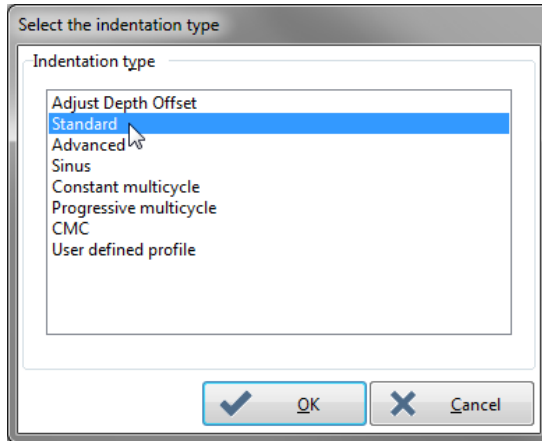 Select the indentation type
Indentation type
Adjust Depth Offset
Standard
Advanced
Sinus
Constant multicycle
Progressive multicycle
CMC
User defined profile
OK
Cancel